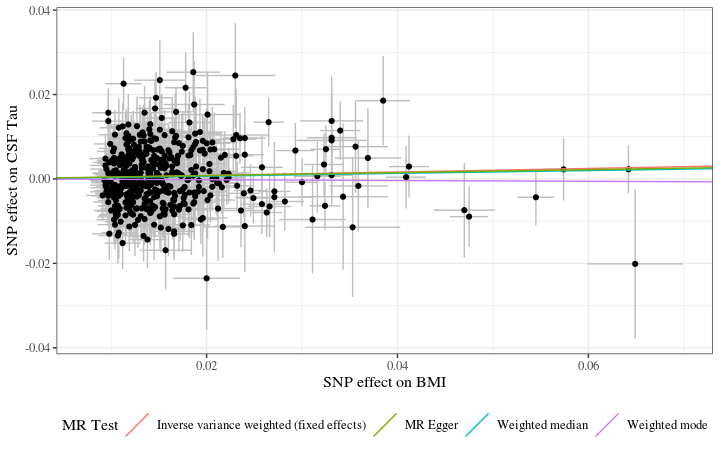 0.04
0.02
0.00
-0.02
-0.04
SNP effect on CSF Tau
0.02
0.04
0.06
SNP effect on BMI
MR Test
Inverse variance weighted (fixed effects)
MR Egger
Weighted median
Weighted mode